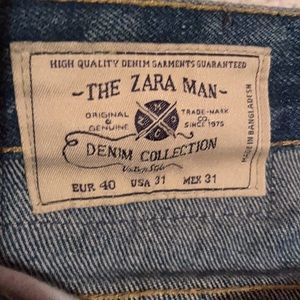 HIGH QUALITY DENIM GARMENTS GUARANTEED
-THE ZARA MAN-
ORIGINAL & GENUINE
Z M C O
TRADE-MARK CO. SINCE 1975
DENIM COLLECTION
EUR 40 USA 31 MEX 31
MADE IN BANGLADESH